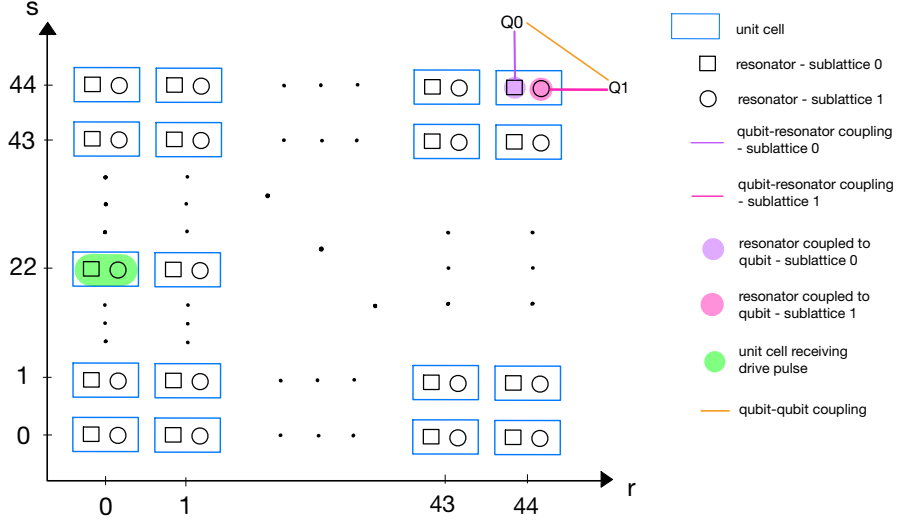 s
Q0
Q1
44
43
22
1
0
0
1
43
44
r
unit cell
resonator - sublattice 0
resonator - sublattice 1
qubit-resonator coupling
- sublattice 0
qubit-resonator coupling
- sublattice 1
resonator coupled to
qubit - sublattice 0
resonator coupled to
qubit - sublattice 1
unit cell receiving
drive pulse
qubit-qubit coupling